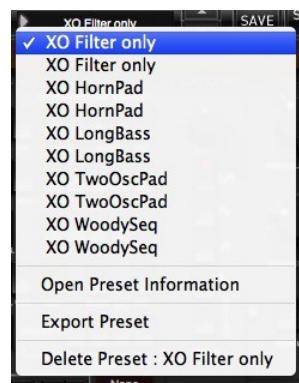 XO Filter only
SAVE
✓ XO Filter only
XO Filter only
XO HornPad
XO HornPad
XO LongBass
XO LongBass
XO TwoOscPad
XO TwoOscPad
XO WoodySeq
XO WoodySeq
Open Preset Information
Export Preset
Delete Preset : XO Filter only
None